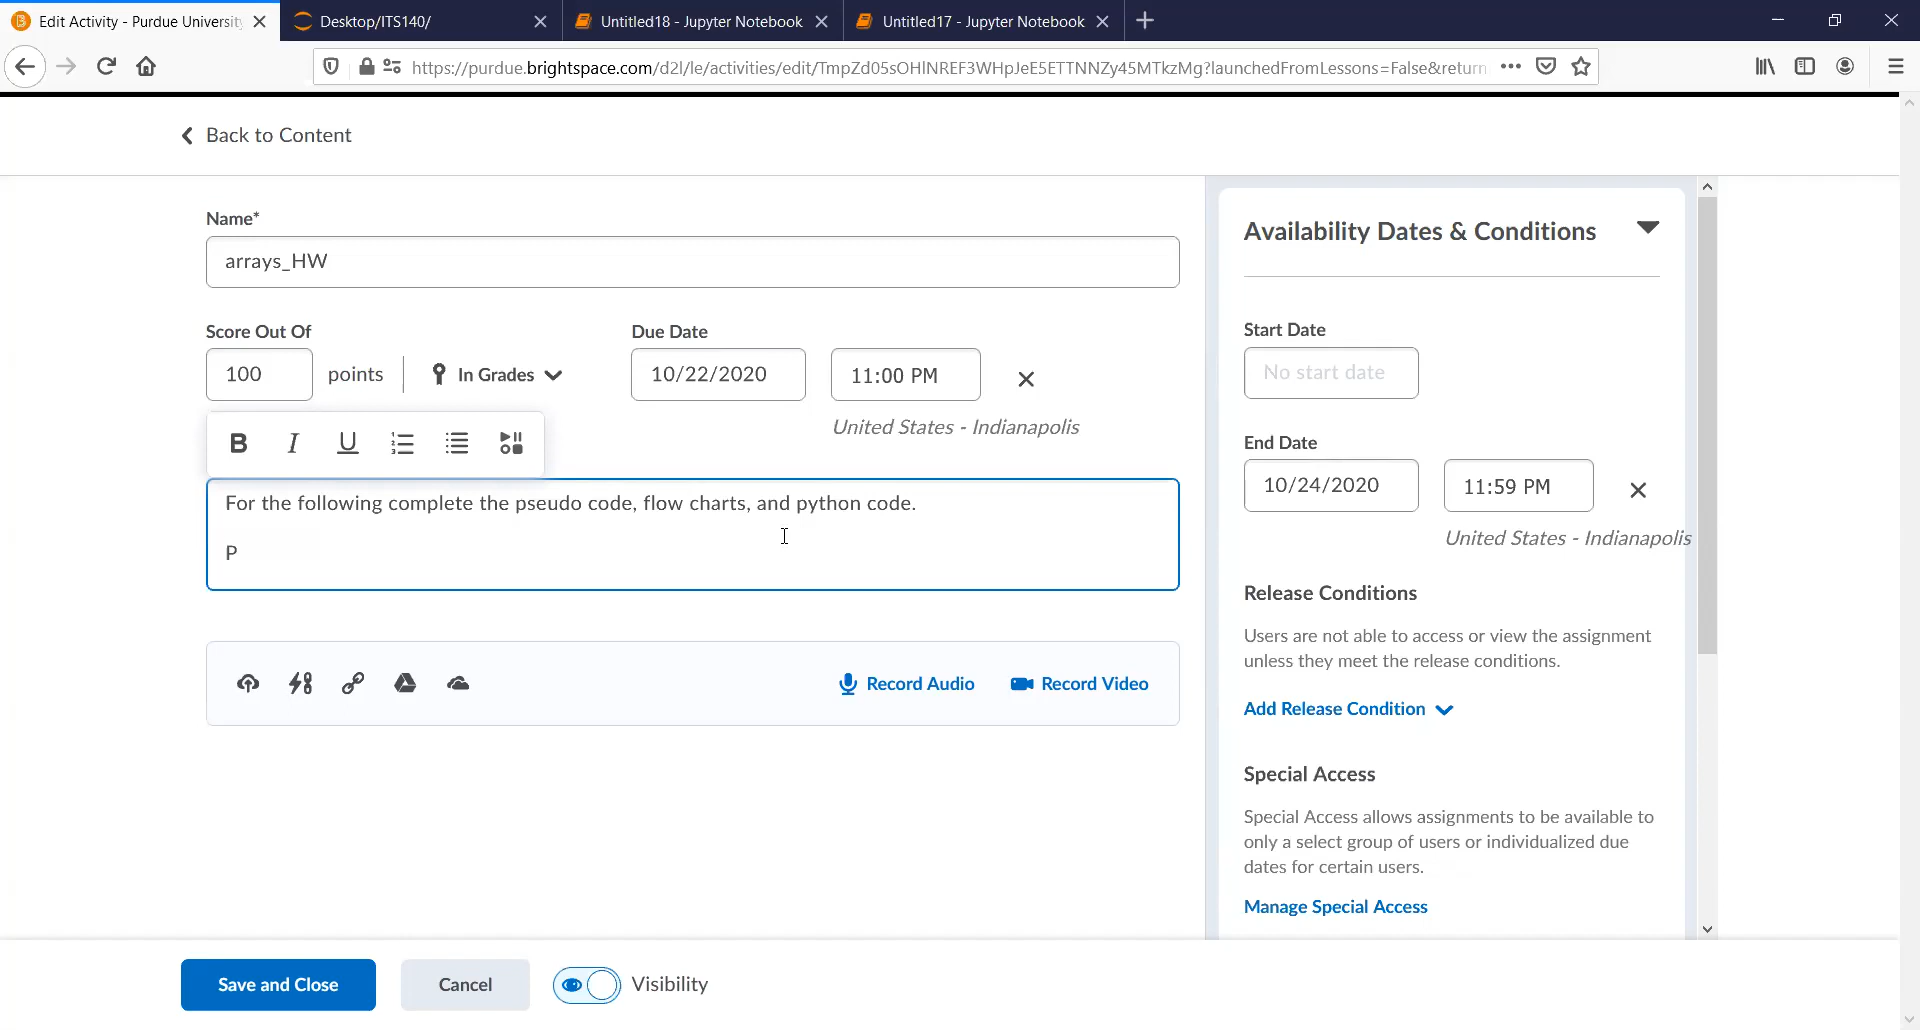 Edit Activity - Purdue University
Desktop/ITS140/
Untitled18 - Jupyter Notebook
Untitled17 - Jupyter Notebook
https://purdue.brightspace.com/d2l/le/activities/edit/TmpZd05sOHlNREF3WHpJeE5ETTNNZy45MTkzMg?launchedFromLessons=False&return
Back to Content
Name*
arrays_HW
Score Out Of
Due Date
100 points In Grades
10/22/2020 11:00 PM
United States - Indianapolis
B I U
For the following complete the pseudo code, flow charts, and python code.
P
Record Audio Record Video
Availability Dates & Conditions
Start Date
No start date
End Date
10/24/2020 11:59 PM
United States - Indianapolis
Release Conditions
Users are not able to access or view the assignment
unless they meet the release conditions.
Add Release Condition
Special Access
Special Access allows assignments to be available to
only a select group of users or individualized due
dates for certain users.
Manage Special Access
Save and Close Cancel Visibility